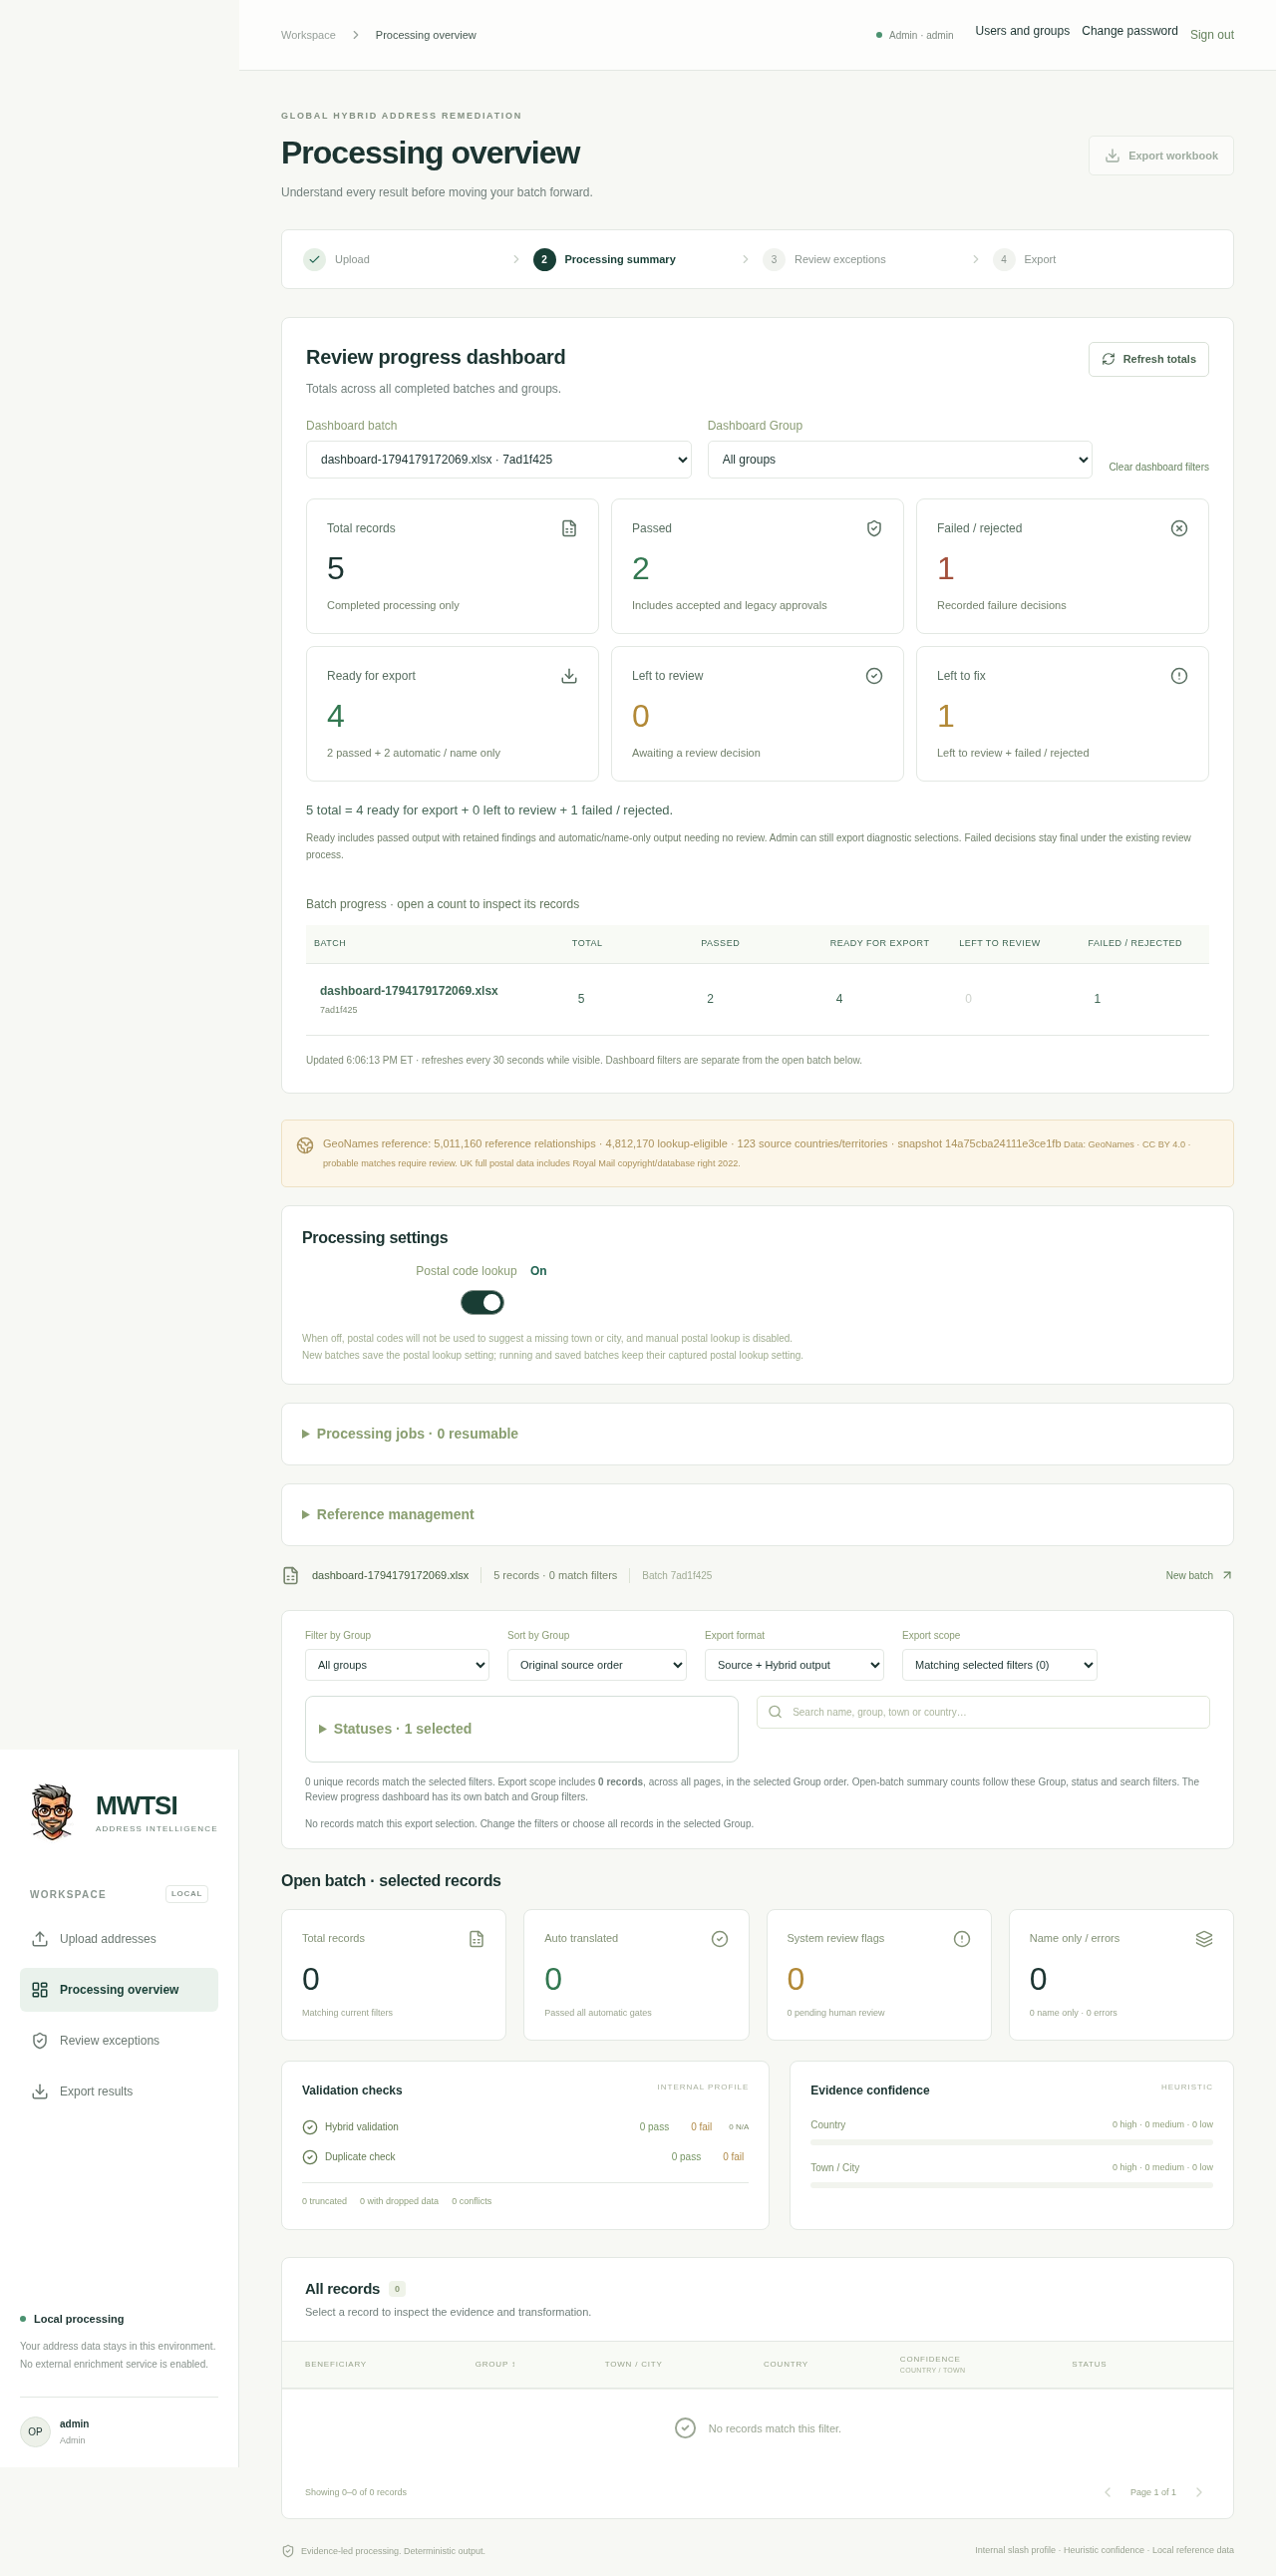 Workspace
Processing overview
Admin · admin
Users and groups
Change password
Sign out
GLOBAL HYBRID ADDRESS REMEDIATION
Processing overview
Understand every result before moving your batch forward.
Export workbook
Upload
2 Processing summary
3 Review exceptions
4 Export
Review progress dashboard
Totals across all completed batches and groups.
Refresh totals
Dashboard batch
dashboard-1794179172069.xlsx · 7ad1f425
Dashboard Group
All groups
Clear dashboard filters
Total records
5
Completed processing only
Passed
2
Includes accepted and legacy approvals
Failed / rejected
1
Recorded failure decisions
Ready for export
4
2 passed + 2 automatic / name only
Left to review
0
Awaiting a review decision
Left to fix
1
Left to review + failed / rejected
5 total = 4 ready for export + 0 left to review + 1 failed / rejected.
Ready includes passed output with retained findings and automatic/name-only output needing no review. Admin can still export diagnostic selections. Failed decisions stay final under the existing review
process.
Batch progress · open a count to inspect its records
BATCH TOTAL PASSED READY FOR EXPORT LEFT TO REVIEW FAILED / REJECTED
dashboard-1794179172069.xlsx 5 2 4 0 1
7ad1f425
Updated 6:06:13 PM ET · refreshes every 30 seconds while visible. Dashboard filters are separate from the open batch below.
GeoNames reference: 5,011,160 reference relationships · 4,812,170 lookup-eligible · 123 source countries/territories · snapshot 14a75cba24111e3ce1fb Data: GeoNames · CC BY 4.0 ·
probable matches require review. UK full postal data includes Royal Mail copyright/database right 2022.
Processing settings
Postal code lookup On
When off, postal codes will not be used to suggest a missing town or city, and manual postal lookup is disabled.
New batches save the postal lookup setting; running and saved batches keep their captured postal lookup setting.
Processing jobs · 0 resumable
Reference management
dashboard-1794179172069.xlsx
5 records · 0 match filters
Batch 7ad1f425
New batch
Filter by Group
All groups
Sort by Group
Original source order
Export format
Source + Hybrid output
Export scope
Matching selected filters (0)
Statuses · 1 selected
Search name, group, town or country…
0 unique records match the selected filters. Export scope includes 0 records, across all pages, in the selected Group order. Open-batch summary counts follow these Group, status and search filters. The
Review progress dashboard has its own batch and Group filters.
No records match this export selection. Change the filters or choose all records in the selected Group.
Open batch · selected records
Total records
0
Matching current filters
Auto translated
0
Passed all automatic gates
System review flags
0
0 pending human review
Name only / errors
0
0 name only · 0 errors
Validation checks
INTERNAL PROFILE
Hybrid validation 0 pass 0 fail 0 N/A
Duplicate check 0 pass 0 fail
0 truncated 0 with dropped data 0 conflicts
Evidence confidence
HEURISTIC
Country 0 high · 0 medium · 0 low
Town / City 0 high · 0 medium · 0 low
All records 0
Select a record to inspect the evidence and transformation.
BENEFICIARY GROUP ↕ TOWN / CITY COUNTRY CONFIDENCE STATUS
COUNTRY / TOWN
No records match this filter.
Showing 0–0 of 0 records
Page 1 of 1
Evidence-led processing. Deterministic output.
Internal slash profile · Heuristic confidence · Local reference data
MWTSI
ADDRESS INTELLIGENCE
WORKSPACE
LOCAL
Upload addresses
Processing overview
Review exceptions
Export results
Local processing
Your address data stays in this environment.
No external enrichment service is enabled.
OP
admin
Admin